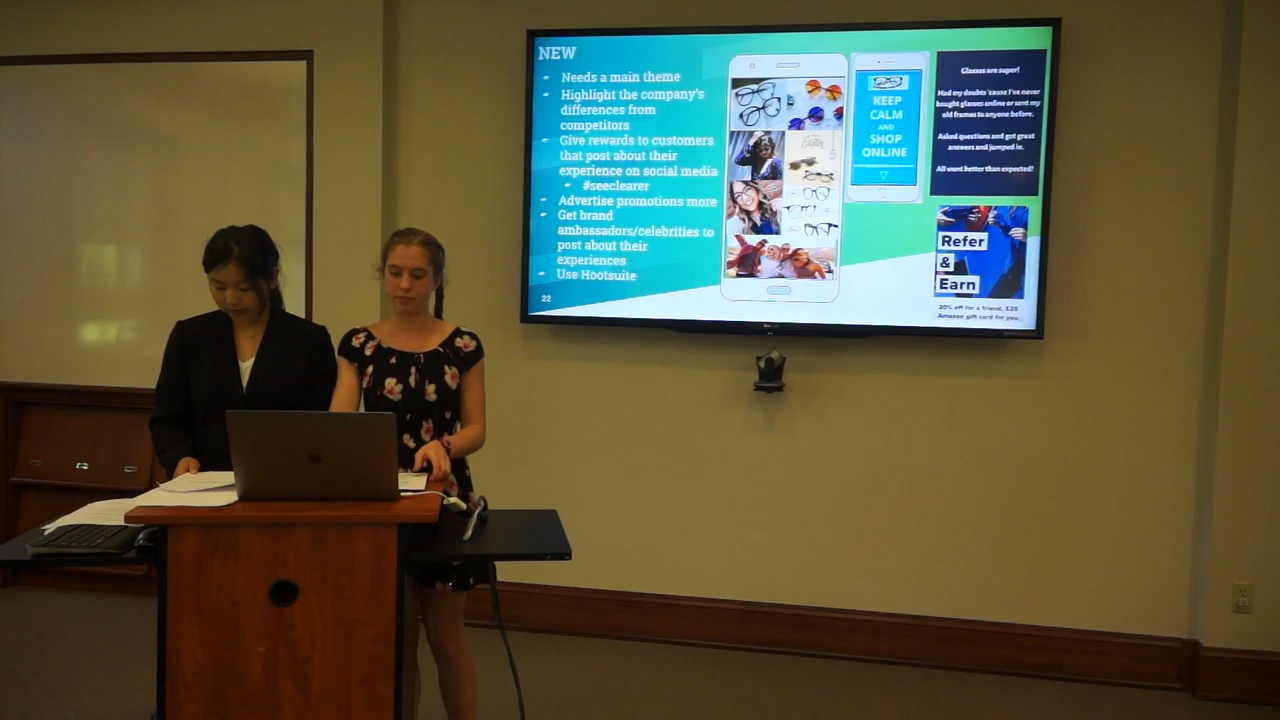 NEW
Needs a main theme
Highlight the company's
differences from
competitors
Give rewards to customers
that post about their
experience on social media
#seeclearer
Advertise promotions more
Get brand
ambassadors/celebrities to
post about their
experiences
Use Hootsuite
22
KEEP
CALM
AND
SHOP
ONLINE
Glasses are super!
Had my doubts 'cause I've never
bought glasses online or sent my
old frames to anyone before.
Asked questions and got great
answers and jumped in.
All went better than expected!
Refer
&
Earn
20% off for a friend, $25
Amazon gift card for you